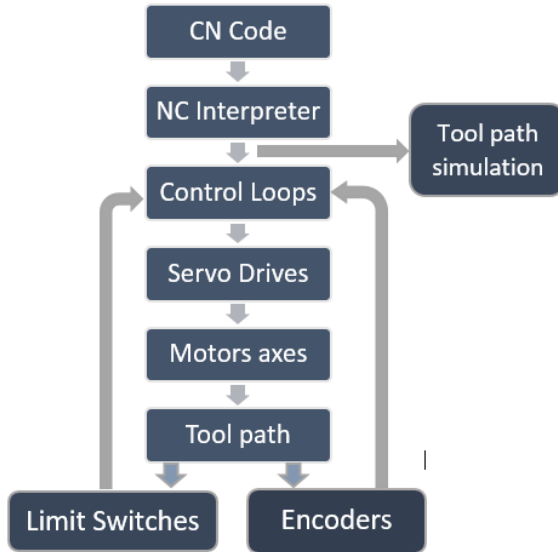 CN Code
NC Interpreter
Tool path
simulation
Control Loops
Servo Drives
Motors axes
Tool path
Limit Switches
Encoders